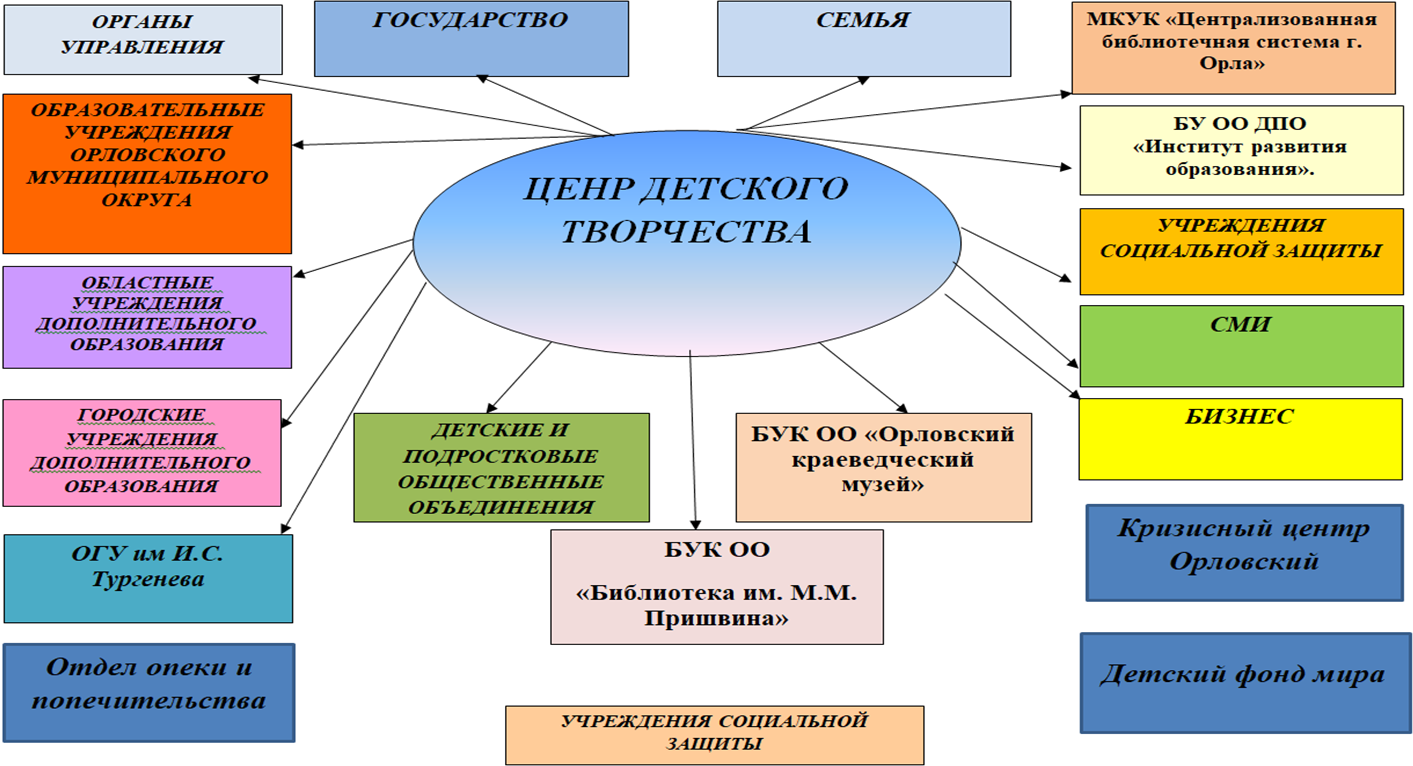 ОРГАНЫ
УПРАВЛЕНИЯ
ГОСУДАРСТВО
СЕМЬЯ
МКУК «Централизованная
библиотечная система г.
Орла»
ОБРАЗОВАТЕЛЬНЫЕ
УЧРЕЖДЕНИЯ
ОРЛОВСКОГО
МУНИЦИПАЛЬНОГО
ОКРУГА
БУ ОО ДПО
«Институт развития
образования».
ЦЕНР ДЕТСКОГО
ТВОРЧЕСТВА
УЧРЕЖДЕНИЯ
СОЦИАЛЬНОЙ ЗАЩИТЫ
ОБЛАСТНЫЕ
УЧРЕЖДЕНИЯ
ДОПОЛНИТЕЛЬНОГО
ОБРАЗОВАНИЯ
СМИ
ГОРОДСКИЕ
УЧРЕЖДЕНИЯ
ДОПОЛНИТЕЛЬНОГО
ОБРАЗОВАНИЯ
ДЕТСКИЕ И
ПОДРОСТКОВЫЕ
ОБЩЕСТВЕННЫЕ
ОБЪЕДИНЕНИЯ
БУК ОО «Орловский
краеведческий
музей»
БИЗНЕС
ОГУ им И.С.
Тургенева
БУК ОО
«Библиотека им. М.М.
Пришвина»
Кризисный центр
Орловский
Отдел опеки и
попечительства
Детский фонд мира
УЧРЕЖДЕНИЯ СОЦИАЛЬНОЙ
ЗАЩИТЫ